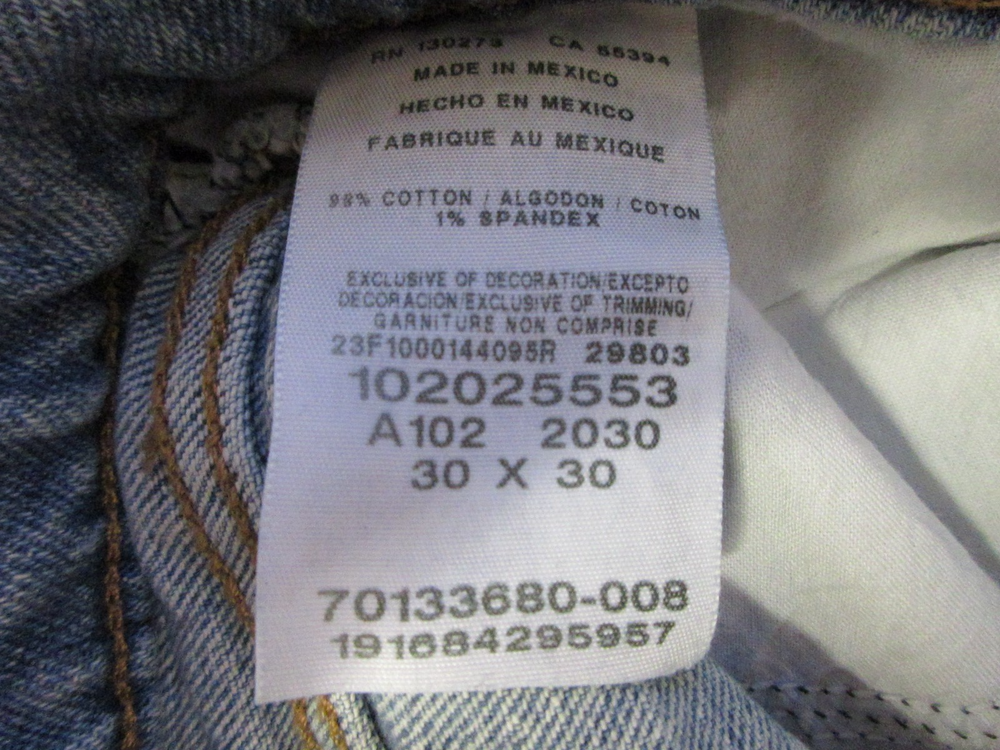 RN 130273 CA 55394
MADE IN MEXICO
HECHO EN MEXICO
FABRIQUE AU MEXIQUE
99% COTTON / ALGODON / COTON
1% SPANDEX
EXCLUSIVE OF DECORATION/EXCEPTO
DECORACION/EXCLUSIVE OF TRIMMING/
GARNITURE NON COMPRISE
23F1000144095R 29803
102025553
A102 2030
30 X 30
70133680-008
191684295957